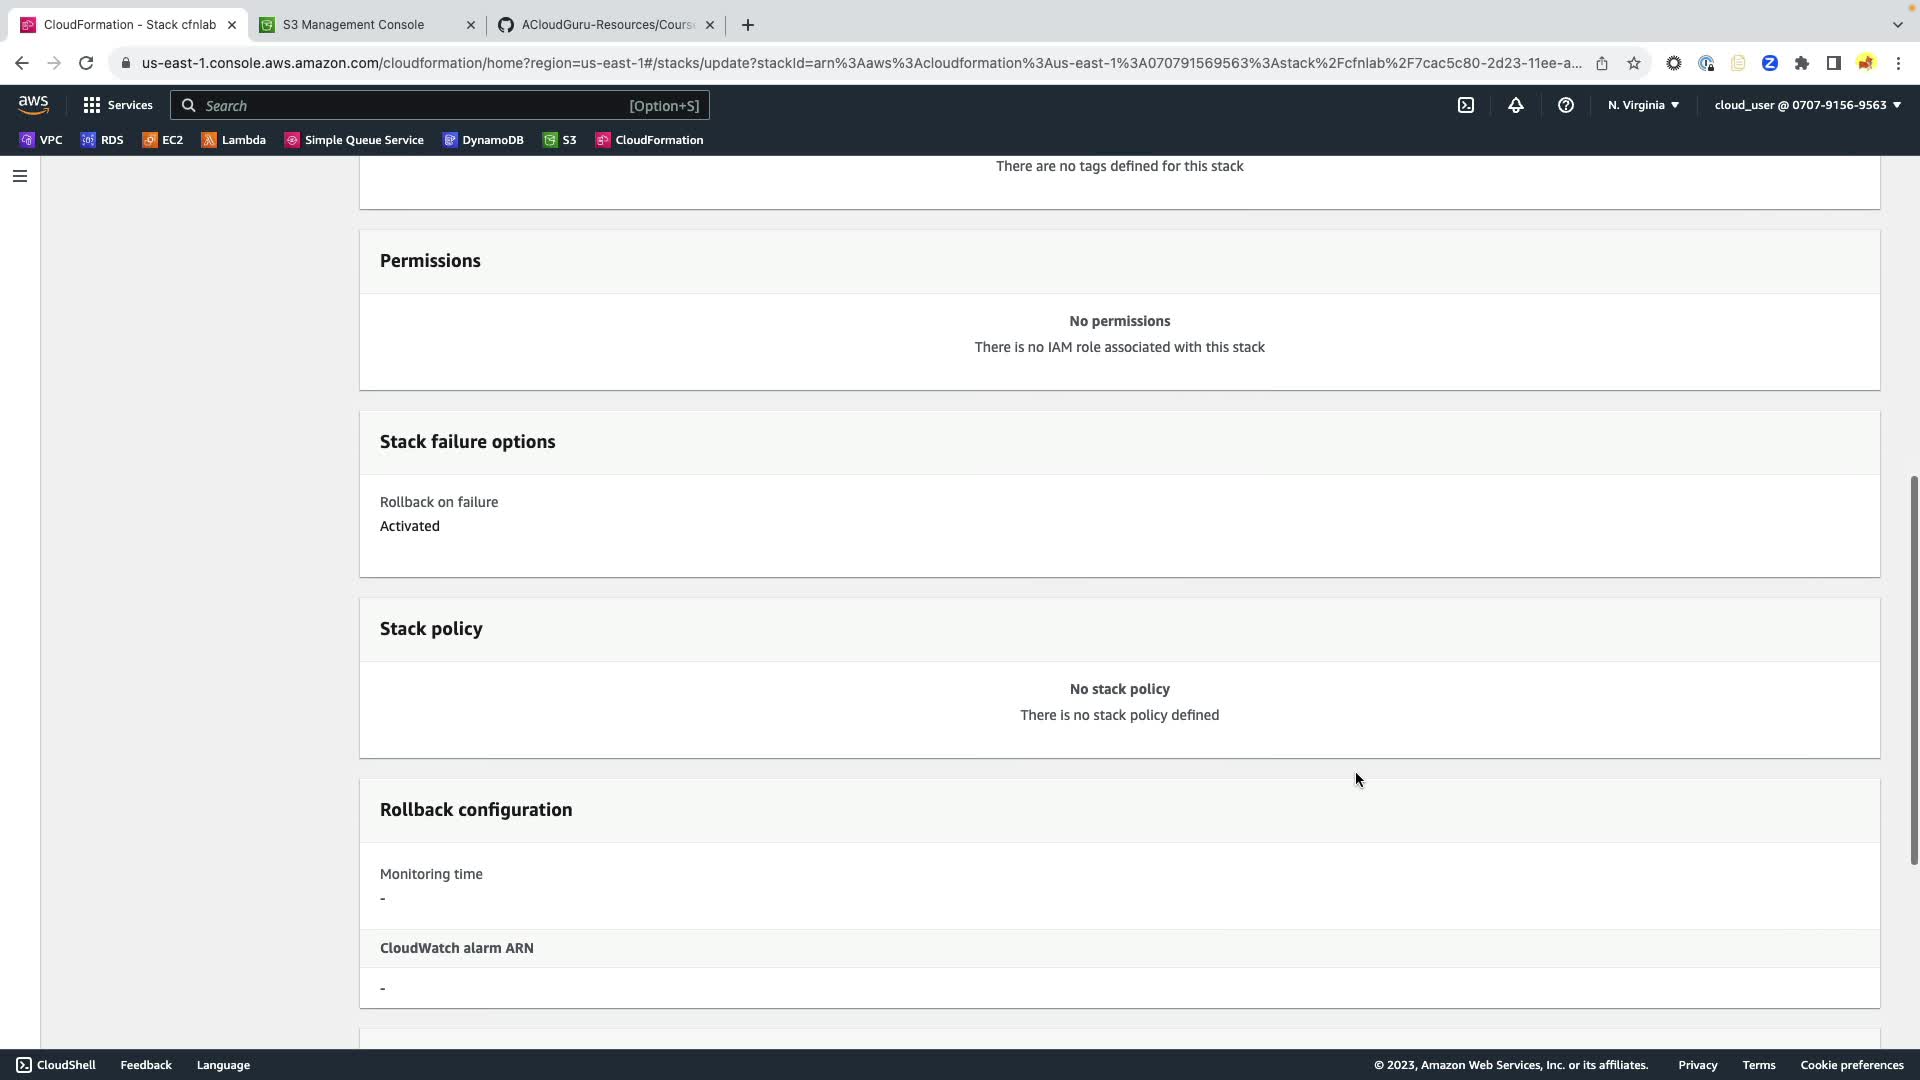 CloudFormation - Stack cfnlab
S3 Management Console
ACloudGuru-Resources/Cours
us-east-1.console.aws.amazon.com/cloudformation/home?region=us-east-1#/stacks/update?stackId=arn%3Aaws%3Acloudformation%3Aus-east-1%3A070791569563%3Astack%2Fcfnlab%2F7cac5c80-2d23-11ee-a...
aws
Services
Search
[Option+S]
N. Virginia
cloud_user @ 0707-9156-9563
VPC
RDS
EC2
Lambda
Simple Queue Service
DynamoDB
S3
CloudFormation
There are no tags defined for this stack
Permissions
No permissions
There is no IAM role associated with this stack
Stack failure options
Rollback on failure
Activated
Stack policy
No stack policy
There is no stack policy defined
Rollback configuration
Monitoring time
-
CloudWatch alarm ARN
-
CloudShell
Feedback
Language
© 2023, Amazon Web Services, Inc. or its affiliates.
Privacy
Terms
Cookie preferences